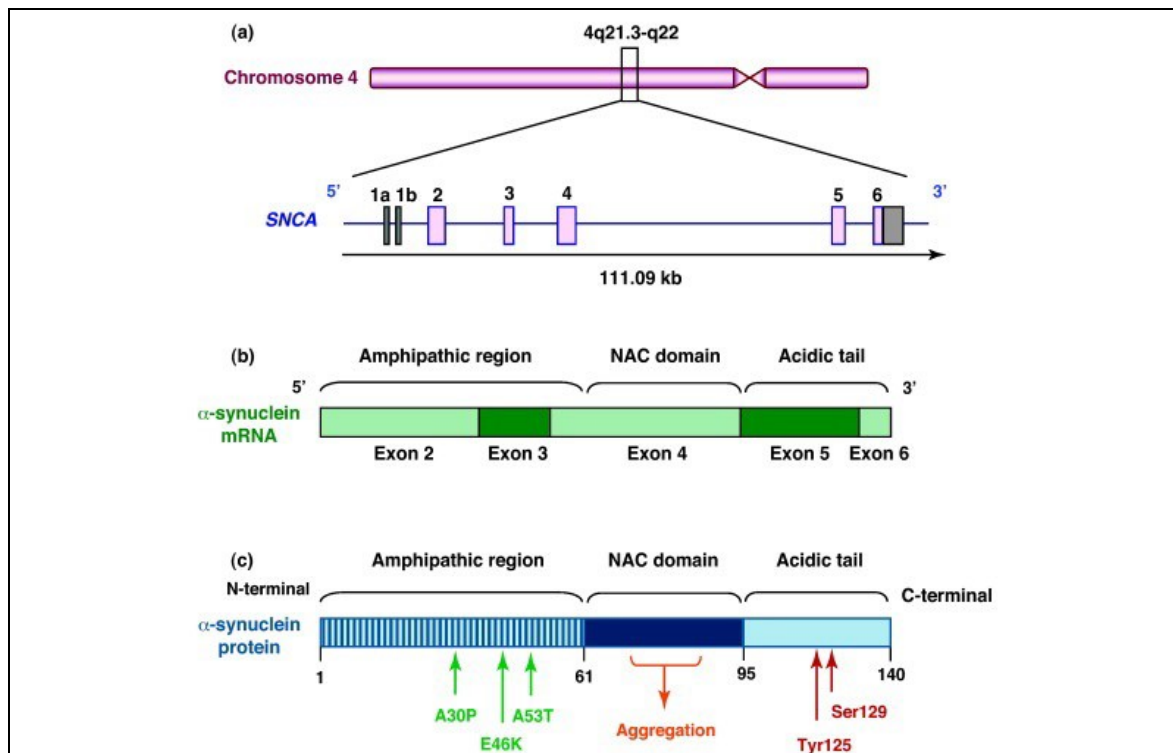 (a)
4q21.3-q22
Chromosome 4
5’ 3’
1a 1b 2 3 4 5 6
SNCA
111.09 kb
(b)
Amphipathic region NAC domain Acidic tail
5’ 3’
α-synuclein
mRNA
Exon 2 Exon 3 Exon 4 Exon 5 Exon 6
(c)
Amphipathic region NAC domain Acidic tail
N-terminal C-terminal
α-synuclein
protein
1 61 95 140
A30P A53T Ser129
E46K Aggregation Tyr125